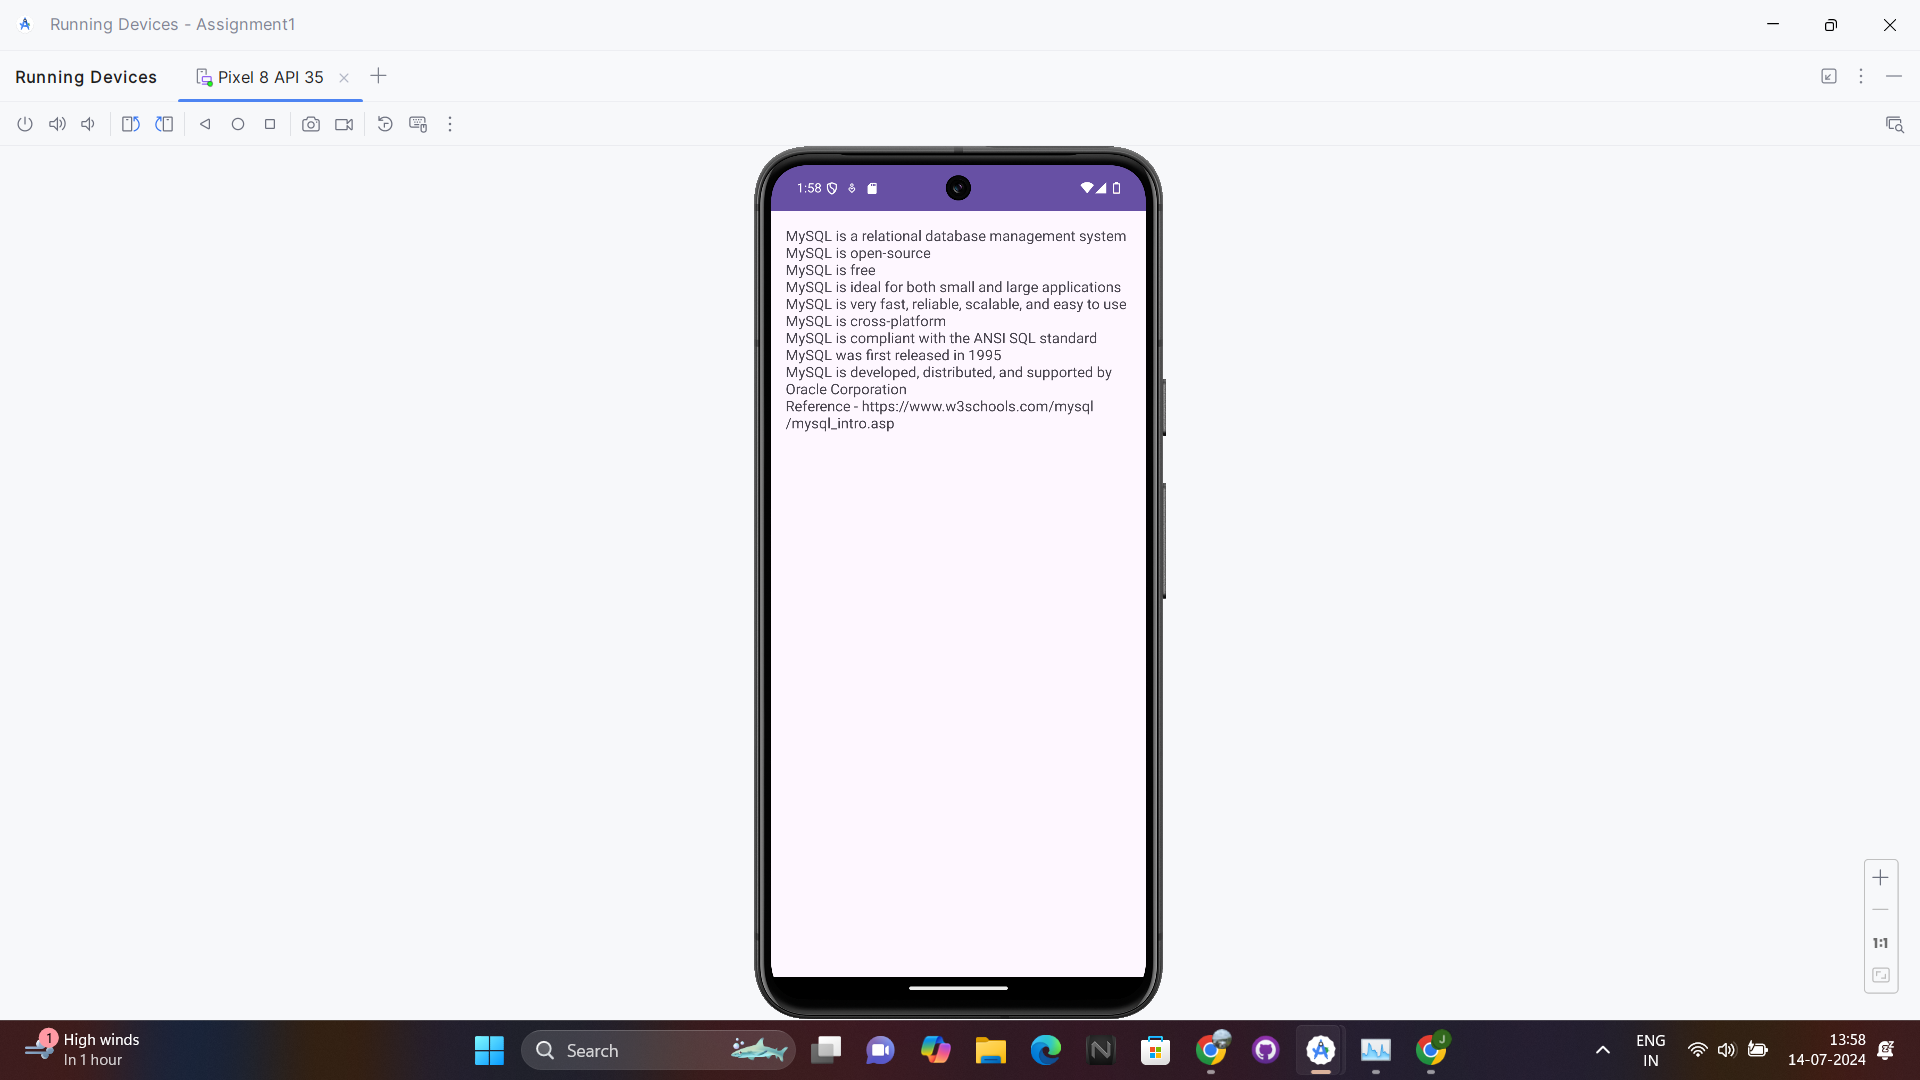 Running Devices - Assignment1
Running Devices
Pixel 8 API 35
1:58
MySQL is a relational database management system
MySQL is open-source
MySQL is free
MySQL is ideal for both small and large applications
MySQL is very fast, reliable, scalable, and easy to use
MySQL is cross-platform
MySQL is compliant with the ANSI SQL standard
MySQL was first released in 1995
MySQL is developed, distributed, and supported by
Oracle Corporation
Reference - https://www.w3schools.com/mysql
/mysql_intro.asp
1:1
1
High winds
In 1 hour
Search
N
J
ENG
IN
13:58
14-07-2024